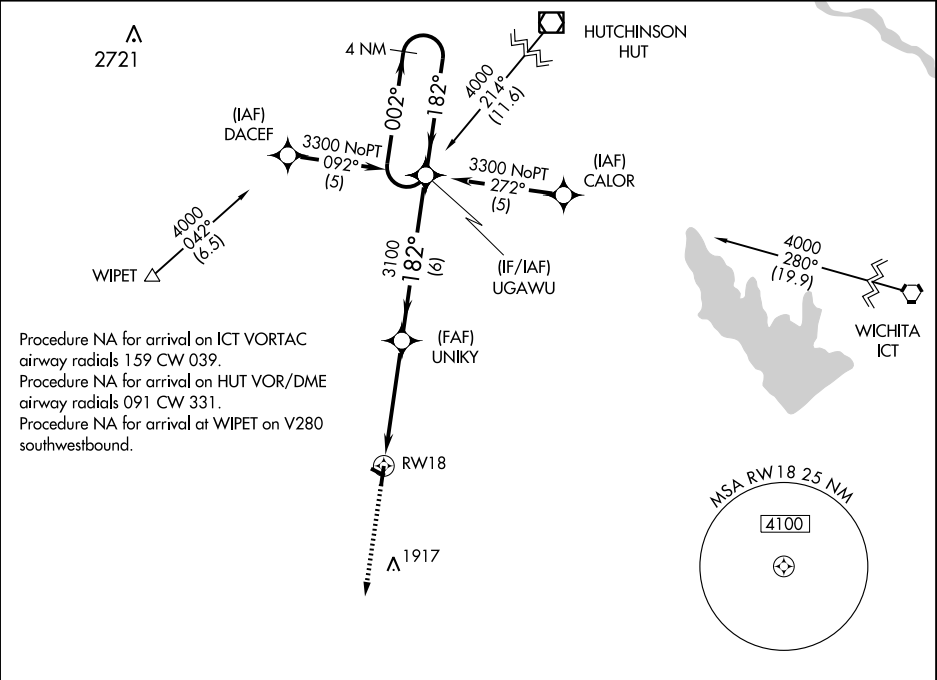 2721
4 NM
002°
182°
HUTCHINSON
HUT
4000
214°
(11.6)
(IAF)
DACEF
3300 NoPT
092°
(5)
3300 NoPT
272°
(5)
(IAF)
CALOR
4000
042°
(6.5)
WIPET
3100
182°
(6)
(IF/IAF)
UGAWU
4000
280°
(19.9)
WICHITA
ICT
(FAF)
UNIKY
Procedure NA for arrival on ICT VORTAC
airway radials 159 CW 039.
Procedure NA for arrival on HUT VOR/DME
airway radials 091 CW 331.
Procedure NA for arrival at WIPET on V280
southwestbound.
RW18
1917
MSA RW18 25 NM
4100